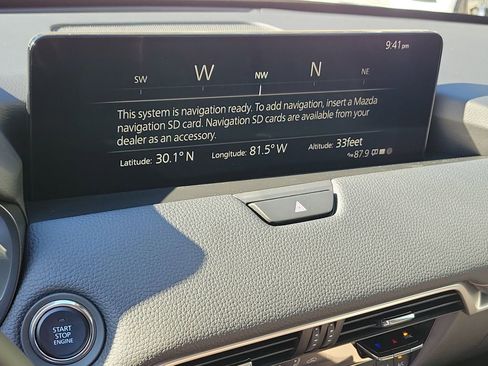 9:41 pm
SW W NW N NE
This system is navigation ready. To add navigation, insert a Mazda
navigation SD card. Navigation SD cards are available from your
dealer as an accessory.
Latitude: 30.1° N Longitude: 81.5° W Altitude: 33feet
87.9
START
STOP
ENGINE